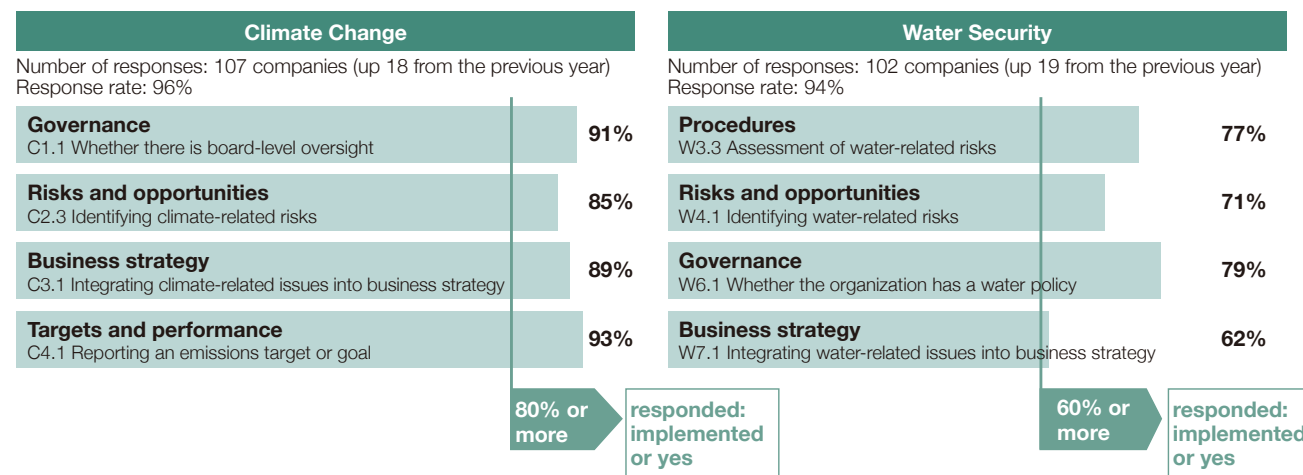 Climate Change
Number of responses: 107 companies (up 18 from the previous year)
Response rate: 96%
Governance
C1.1 Whether there is board-level oversight
91%
Risks and opportunities
C2.3 Identifying climate-related risks
85%
Business strategy
C3.1 Integrating climate-related issues into business strategy
89%
Targets and performance
C4.1 Reporting an emissions target or goal
93%
80% or
more
responded:
implemented
or yes
Water Security
Number of responses: 102 companies (up 19 from the previous year)
Response rate: 94%
Procedures
W3.3 Assessment of water-related risks
77%
Risks and opportunities
W4.1 Identifying water-related risks
71%
Governance
W6.1 Whether the organization has a water policy
79%
Business strategy
W7.1 Integrating water-related issues into business strategy
62%
60% or
more
responded:
implemented
or yes